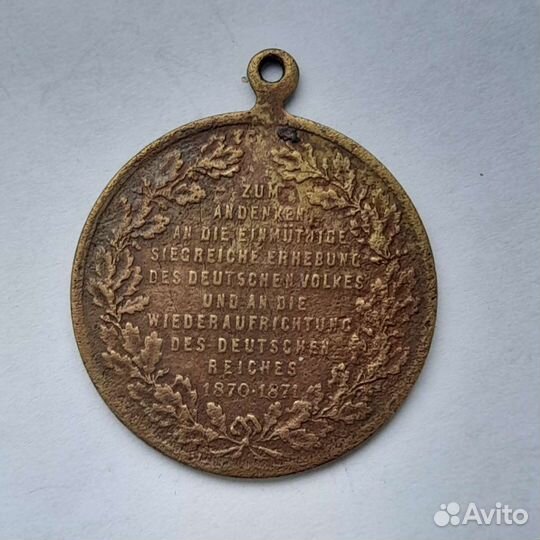 ZUM
ANDENKEN
AN DIE EINMÜTHIGE
SIEGREICHE ERHEBUNG
DES DEUTSCHEN VOLKES
UND AN DIE
WIEDERAUFRICHTUNG
DES DEUTSCHEN
REICHES
1870·1871
Avito